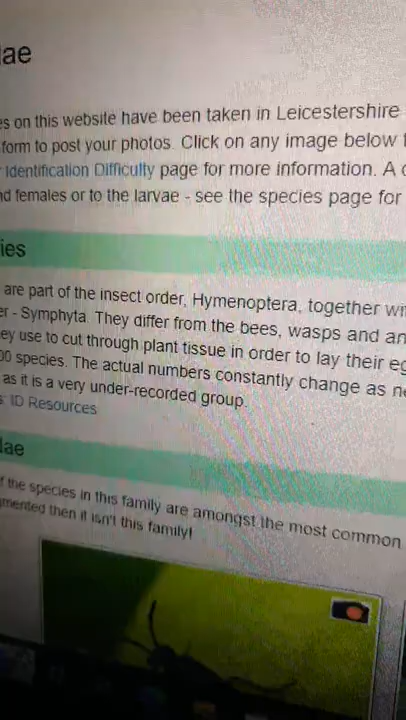 ae
es on this website have been taken in Leicestershire
form to post your photos. Click on any image below
Identification Difficulty page for more information. A
nd females or to the larvae - see the species page for
ies
are part of the insect order, Hymenoptera, together
er - Symphyta. They differ from the bees, wasps and an
ey use to cut through plant tissue in order to lay their eg
00 species. The actual numbers constantly change as ne
as it is a very under-recorded group.
s: ID Resources
dae
f the species in this family are amongst the most common
gmented then it isn't this family!